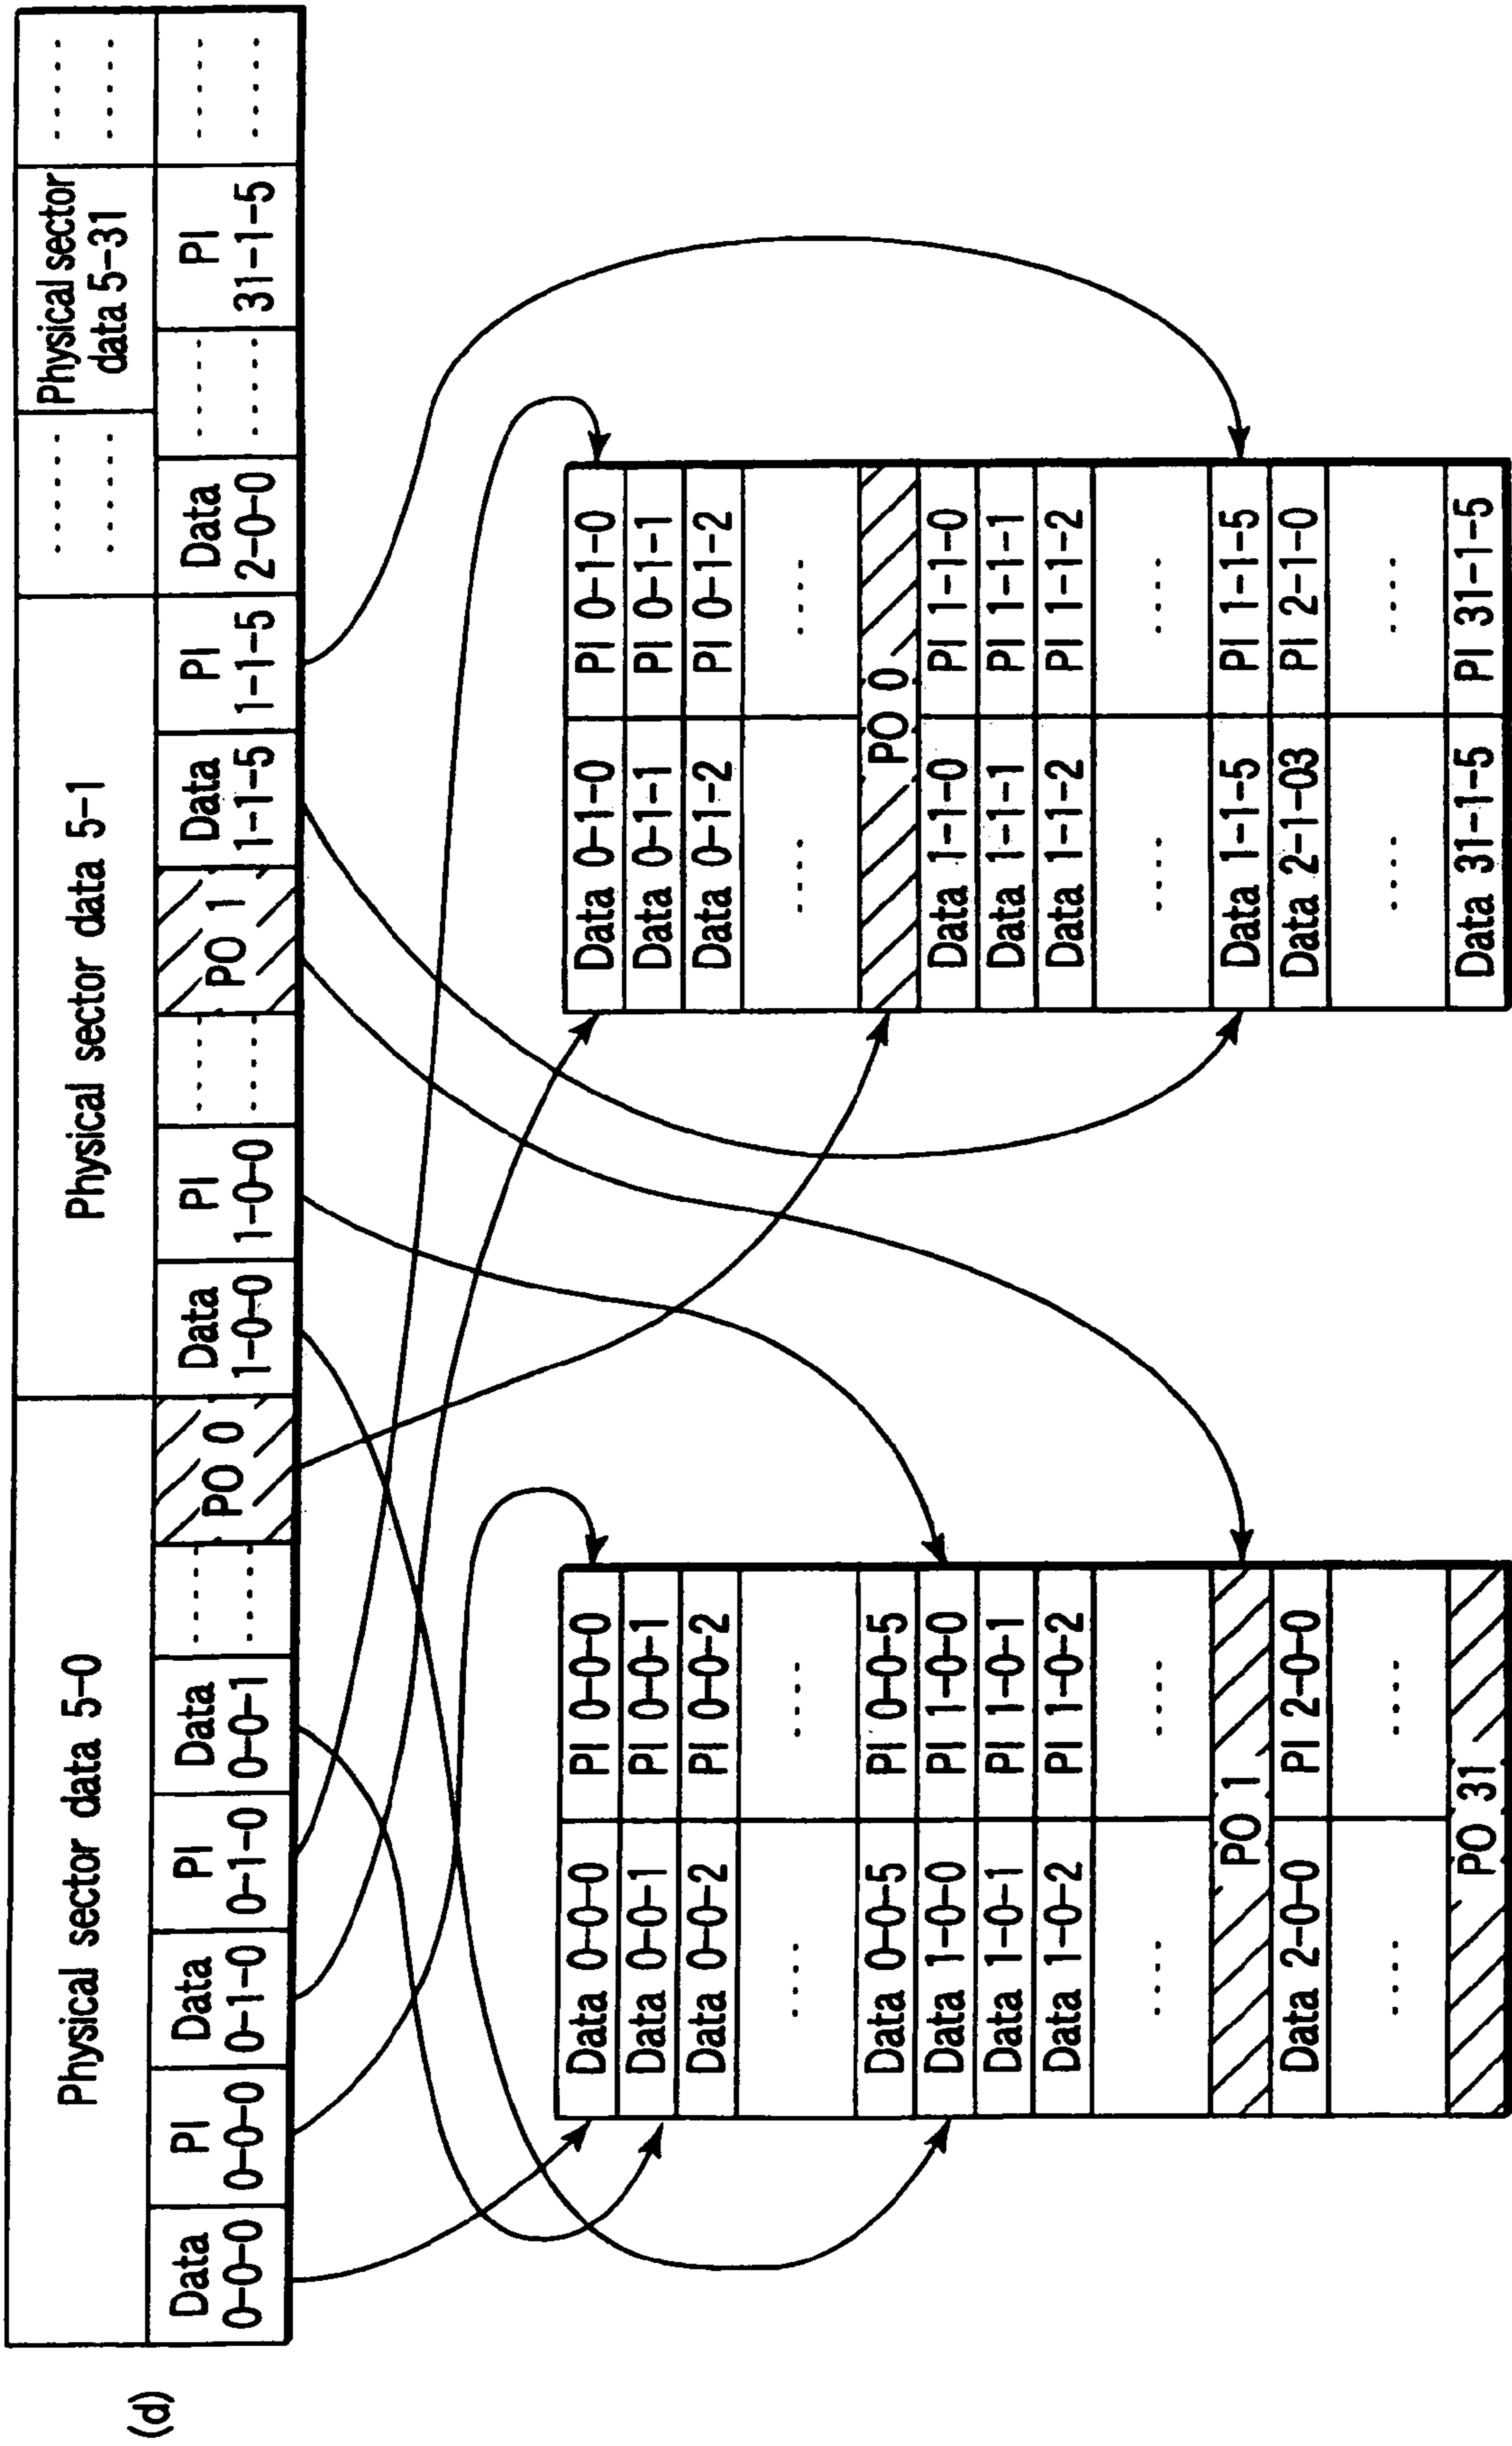 (d)
Physical sector data 5-0
Physical sector data 5-1
......
......
Physical sector
data 5-31
.....
.....
Data
0-0-0
PI
0-0-0
Data
0-1-0
PI
0-1-0
Data
0-0-1
.....
.....
PO 0
Data
1-0-0
PI
1-0-0
.....
.....
PO 1
Data
1-1-5
PI
1-1-5
Data
2-0-0
.....
.....
PI
31-1-5
.....
.....
Data 0-0-0 PI 0-0-0
Data 0-0-1 PI 0-0-1
Data 0-0-2 PI 0-0-2
..... .....
Data 0-0-5 PI 0-0-5
Data 1-0-0 PI 1-0-0
Data 1-0-1 PI 1-0-1
Data 1-0-2 PI 1-0-2
..... .....
PO 1
Data 2-0-0 PI 2-0-0
..... .....
PO 31
Data 0-1-0 PI 0-1-0
Data 0-1-1 PI 0-1-1
Data 0-1-2 PI 0-1-2
..... .....
PO 0
Data 1-1-0 PI 1-1-0
Data 1-1-1 PI 1-1-1
Data 1-1-2 PI 1-1-2
..... .....
Data 1-1-5 PI 1-1-5
Data 2-1-03 PI 2-1-0
..... .....
Data 31-1-5 PI 31-1-5